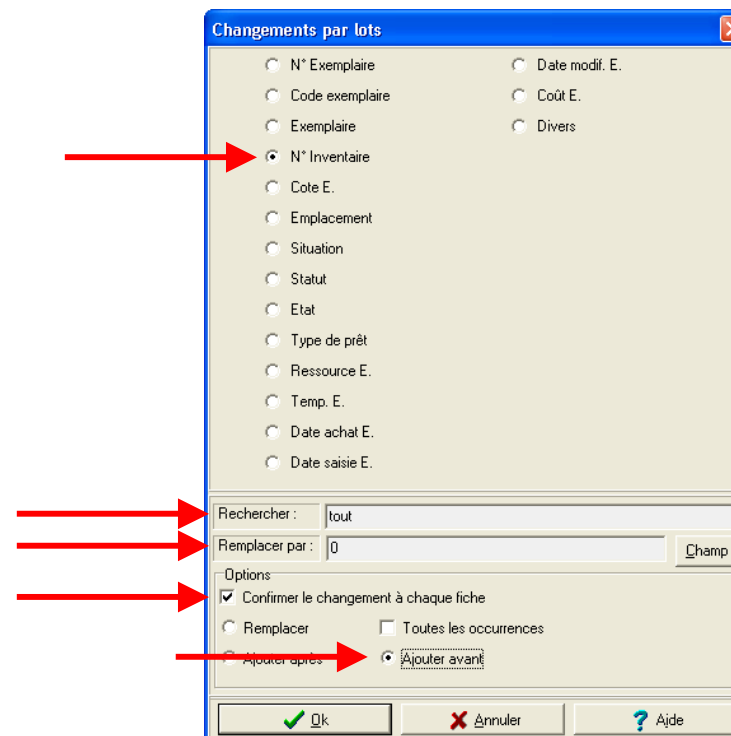 Changements par lots
N° Exemplaire
Date modif. E.
Code exemplaire
Coût E.
Exemplaire
Divers
N° Inventaire
Cote E.
Emplacement
Situation
Statut
Etat
Type de prêt
Ressource E.
Temp. E.
Date achat E.
Date saisie E.
Rechercher :
tout
Remplacer par :
0
Champ
Options
Confirmer le changement à chaque fiche
Remplacer
Toutes les occurrences
Ajouter après
Ajouter avant
Ok
Annuler
Aide